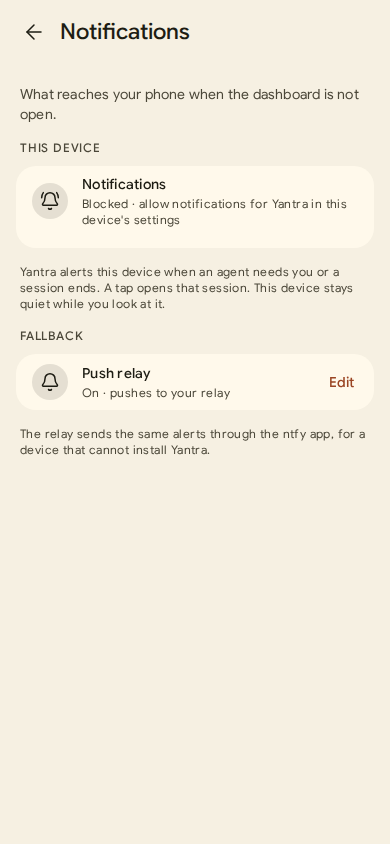 Notifications
What reaches your phone when the dashboard is not
open.
THIS DEVICE
Notifications
Blocked · allow notifications for Yantra in this
device's settings
Yantra alerts this device when an agent needs you or a
session ends. A tap opens that session. This device stays
quiet while you look at it.
FALLBACK
Push relay
On · pushes to your relay
Edit
The relay sends the same alerts through the ntfy app, for a
device that cannot install Yantra.